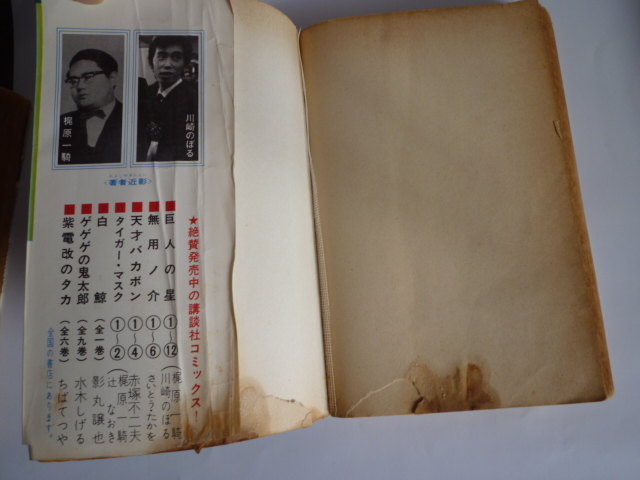 梶原一騎
川崎のぼる
〈著者近影〉
★絶賛発売中の講談社コミックス!
■巨人の星 ①〜⑫ (梶原一騎 川崎のぼる
■無用ノ介 ①〜⑥ さいとう・たかを
■天才バカボン ①〜④ 赤塚不二夫
■タイガー・マスク ①〜② (梶原一騎 辻なおき
■白鯨 (全一巻) 影丸譲也
■ゲゲゲの鬼太郎 (全九巻) 水木しげる
■紫電改のタカ (全六巻) ちばてつや
全国の書店にあります。